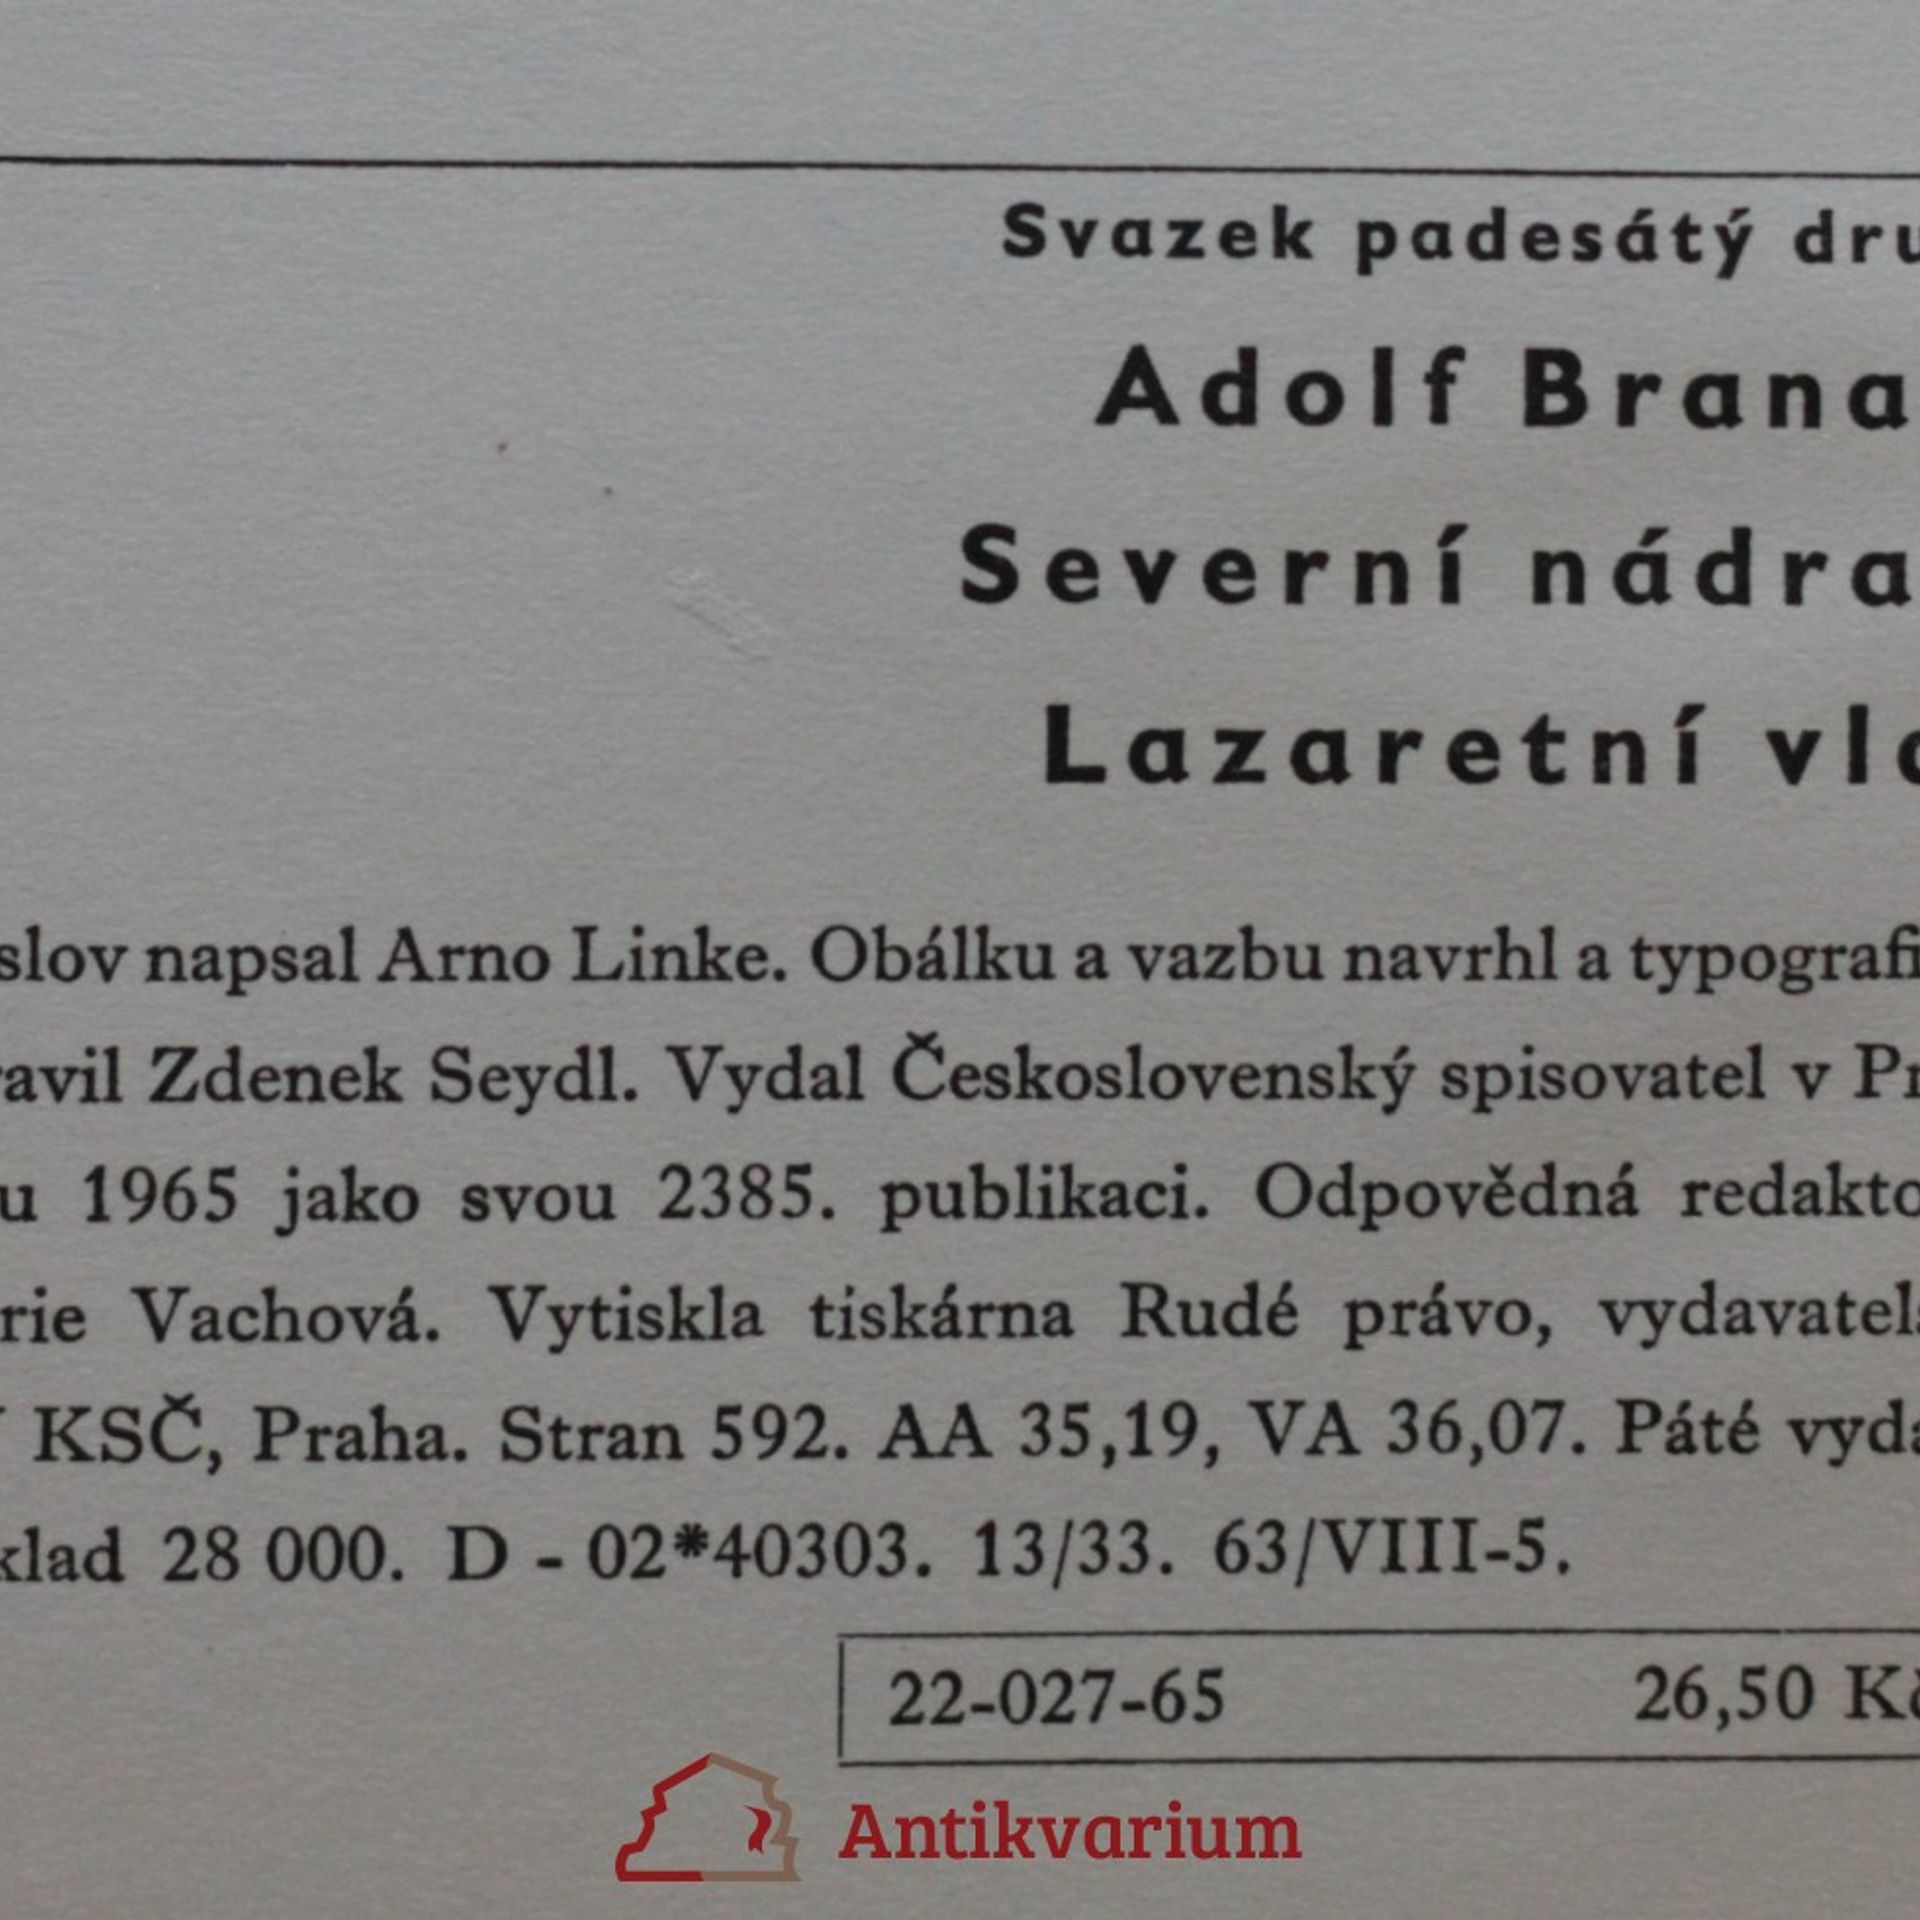 Svazek padesátý dru
Adolf Brana
Severní nádra
Lazaretní vla
slov napsal Arno Linke. Obálku a vazbu navrhl a typografi
ravil Zdenek Seydl. Vydal Československý spisovatel v Pr
u 1965 jako svou 2385. publikaci. Odpovědná redakto
rie Vachová. Vytiskla tiskárna Rudé právo, vydavatels
KSČ, Praha. Stran 592. AA 35,19, VA 36,07. Páté vydá
klad 28 000. D - 02*40303. 13/33. 63/VIII-5.
22-027-65 26,50 Kč
Antikvarium